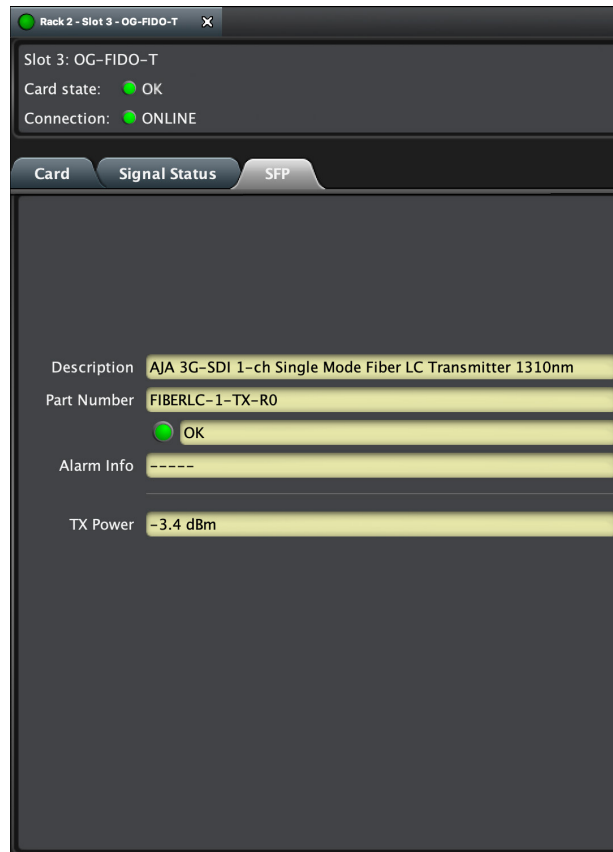 Rack 2 - Slot 3 - OG-FIDO-T X
Slot 3: OG-FIDO-T
Card state: OK
Connection: ONLINE
Card Signal Status SFP
Description AJA 3G-SDI 1-ch Single Mode Fiber LC Transmitter 1310nm
Part Number FIBERLC-1-TX-R0
OK
Alarm Info -----
TX Power -3.4 dBm